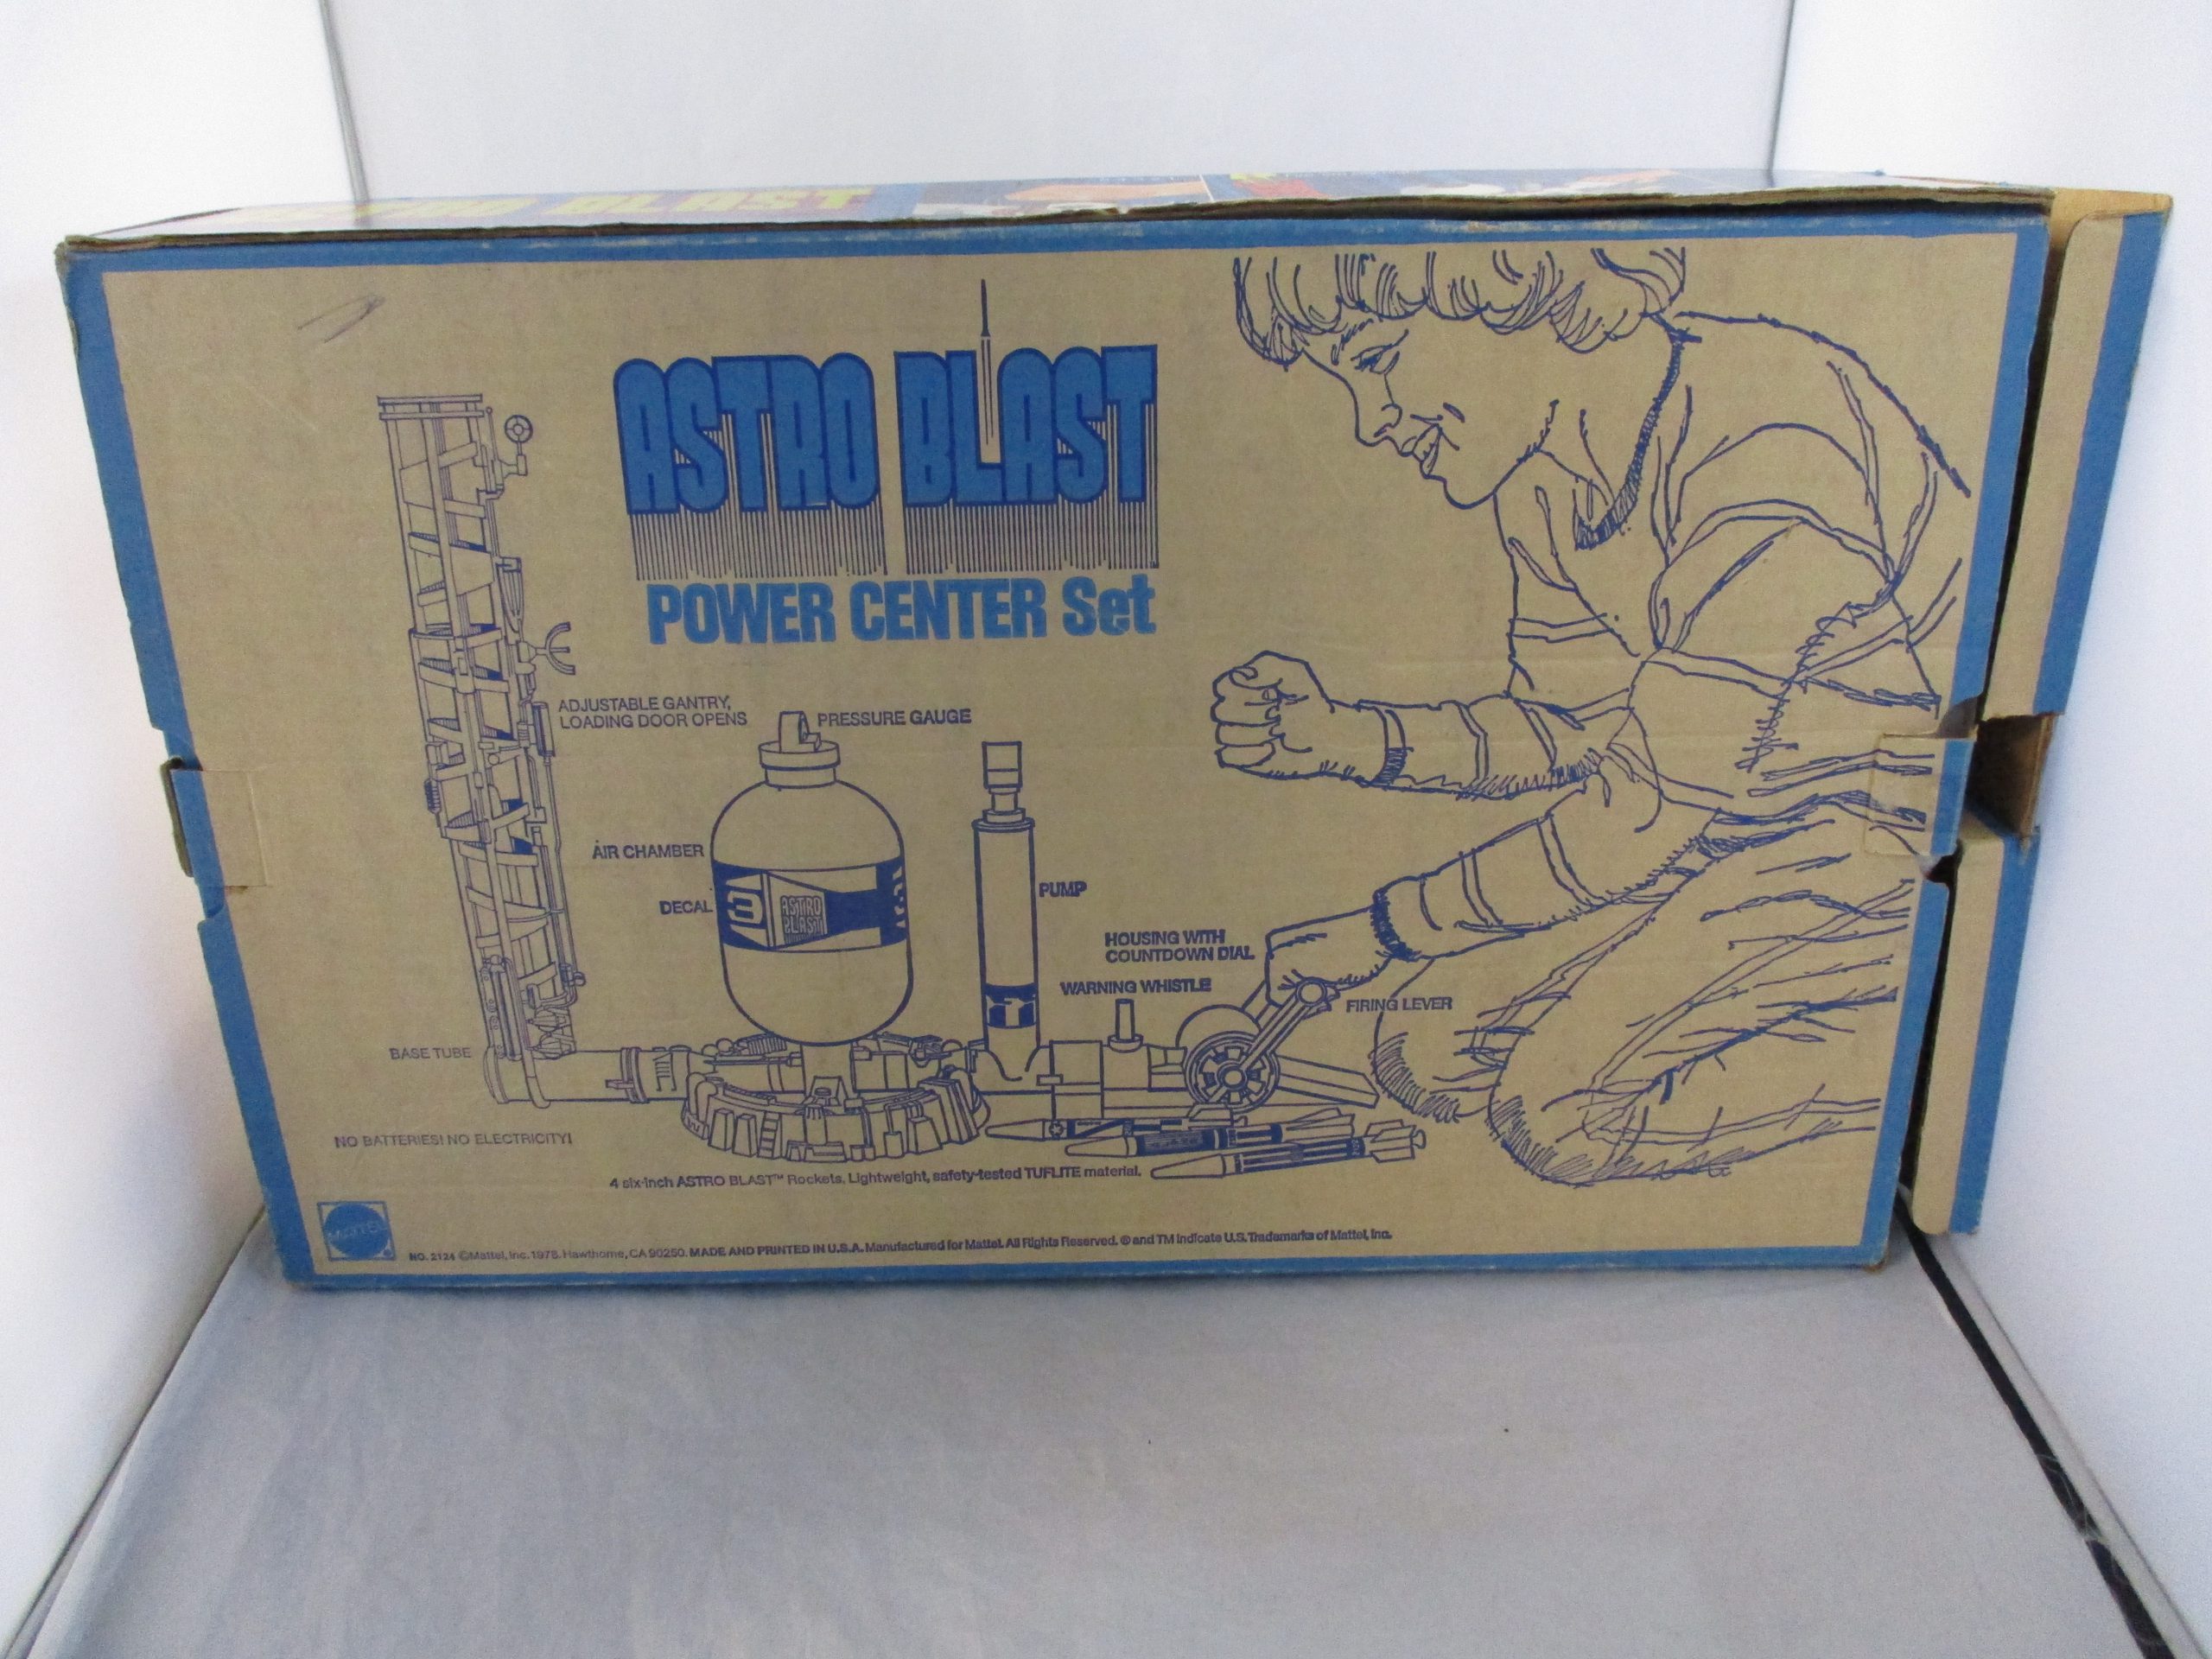 ASTRO BLAST
ASTRO BLAST
POWER CENTER Set
ADJUSTABLE GANTRY,
LOADING DOOR OPENS
PRESSURE GAUGE
AIR CHAMBER
DECAL
3
ASTRO
BLAST
PUMP
HOUSING WITH
COUNTDOWN DIAL
WARNING WHISTLE
FIRING LEVER
BASE TUBE
NO BATTERIES! NO ELECTRICITY!
4 six-inch ASTRO BLAST™ Rockets. Lightweight, safety-tested TUFLITE material.
MATTEL
NO. 2124 ©Mattel, Inc. 1978. Hawthorne, CA 90250. MADE AND PRINTED IN U.S.A. Manufactured for Mattel. All Rights Reserved. ® and TM indicate U.S. Trademarks of Mattel, Inc.